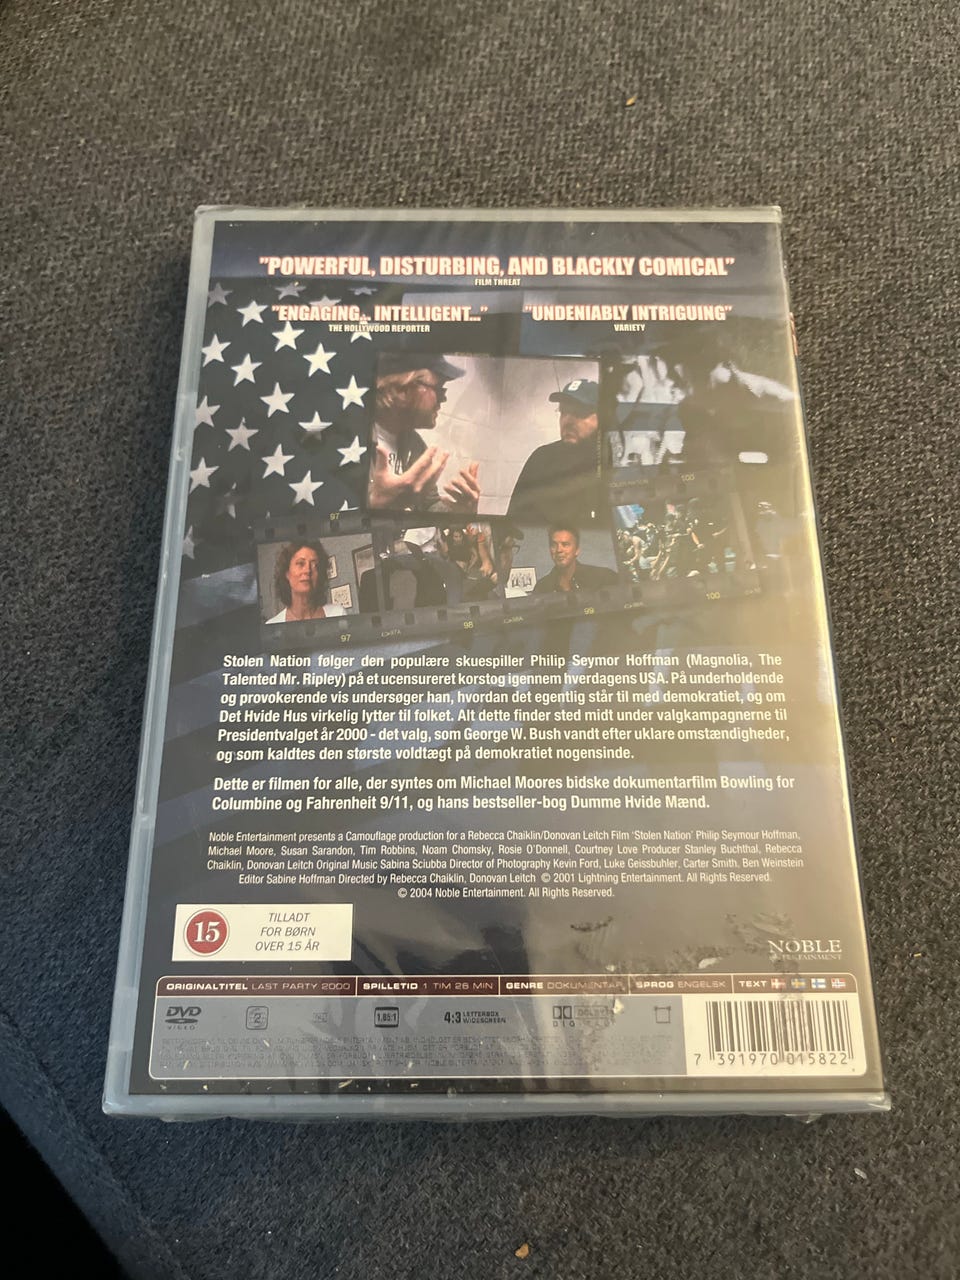 "POWERFUL, DISTURBING, AND BLACKLY COMICAL"
FILM THREAT
"ENGAGING... INTELLIGENT..."
THE HOLLYWOOD REPORTER
"UNDENIABLY INTRIGUING"
VARIETY
100
97
97
98
99
100
Stolen Nation følger den populære skuespiller Philip Seymor Hoffman (Magnolia, The
Talented Mr. Ripley) på et ucensureret korstog igennem hverdagens USA. På underholdende
og provokerende vis undersøger han, hvordan det egentlig står til med demokratiet, og om
Det Hvide Hus virkelig lytter til folket. Alt dette finder sted midt under valgkampagnerne til
Presidentvalget år 2000 - det valg, som George W. Bush vandt efter uklare omstændigheder,
og som kaldtes den største voldtægt på demokratiet nogensinde.
Dette er filmen for alle, der syntes om Michael Moores bidske dokumentarfilm Bowling for
Columbine og Fahrenheit 9/11, og hans bestseller-bog Dumme Hvide Mænd.
Noble Entertainment presents a Camouflage production for a Rebecca Chaiklin/Donovan Leitch Film 'Stolen Nation' Philip Seymour Hoffman,
Michael Moore, Susan Sarandon, Tim Robbins, Noam Chomsky, Rosie O'Donnell, Courtney Love Producer Stanley Buchthal, Rebecca
Chaiklin, Donovan Leitch Original Music Sabina Sciubba Director of Photography Kevin Ford, Luke Geissbuhler, Carter Smith, Ben Weinstein
Editor Sabine Hoffman Directed by Rebecca Chaiklin, Donovan Leitch © 2001 Lightning Entertainment. All Rights Reserved.
© 2004 Noble Entertainment. All Rights Reserved.
15
TILLADT
FOR BØRN
OVER 15 ÅR
NOBLE
ENTERTAINMENT
ORIGINALTITEL LAST PARTY 2000 SPILLETID 1 TIM 26 MIN GENRE DOKUMENTAR SPROG ENGELSK TEXT
DVD
VIDEO
2
1.85:1
4:3 LETTERBOX
WIDESCREEN
DOLBY
DIGITAL
7 391970 015822